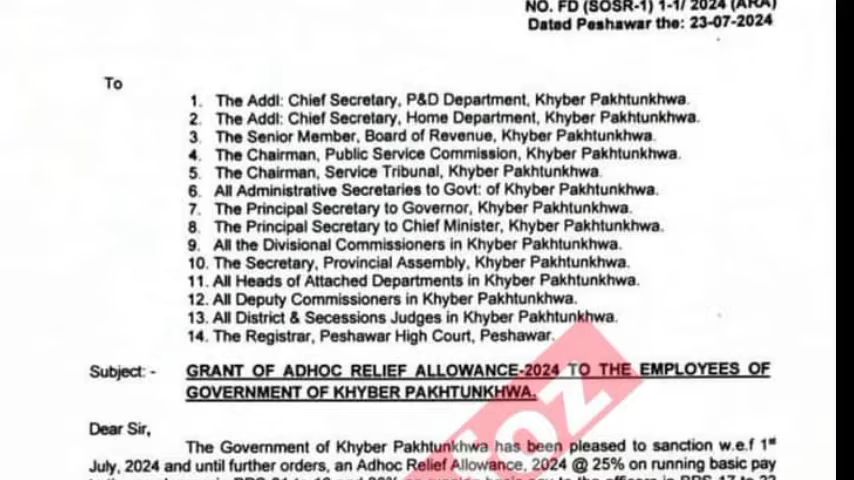 NO. FD (SOSR-1) 1-1/ 2024 (ARA)
Dated Peshawar the: 23-07-2024
To
1. The Addl: Chief Secretary, P&D Department, Khyber Pakhtunkhwa.
2. The Addl: Chief Secretary, Home Department, Khyber Pakhtunkhwa.
3. The Senior Member, Board of Revenue, Khyber Pakhtunkhwa.
4. The Chairman, Public Service Commission, Khyber Pakhtunkhwa.
5. The Chairman, Service Tribunal, Khyber Pakhtunkhwa.
6. All Administrative Secretaries to Govt: of Khyber Pakhtunkhwa.
7. The Principal Secretary to Governor, Khyber Pakhtunkhwa.
8. The Principal Secretary to Chief Minister, Khyber Pakhtunkhwa.
9. All the Divisional Commissioners in Khyber Pakhtunkhwa.
10. The Secretary, Provincial Assembly, Khyber Pakhtunkhwa.
11. All Heads of Attached Departments in Khyber Pakhtunkhwa.
12. All Deputy Commissioners in Khyber Pakhtunkhwa.
13. All District & Secessions Judges in Khyber Pakhtunkhwa.
14. The Registrar, Peshawar High Court, Peshawar.
Subject: - GRANT OF ADHOC RELIEF ALLOWANCE-2024 TO THE EMPLOYEES OF
GOVERNMENT OF KHYBER PAKHTUNKHWA.
Dear Sir,
The Government of Khyber Pakhtunkhwa has been pleased to sanction w.e.f 1st
July, 2024 and until further orders, an Adhoc Relief Allowance, 2024 @ 25% on running basic pay